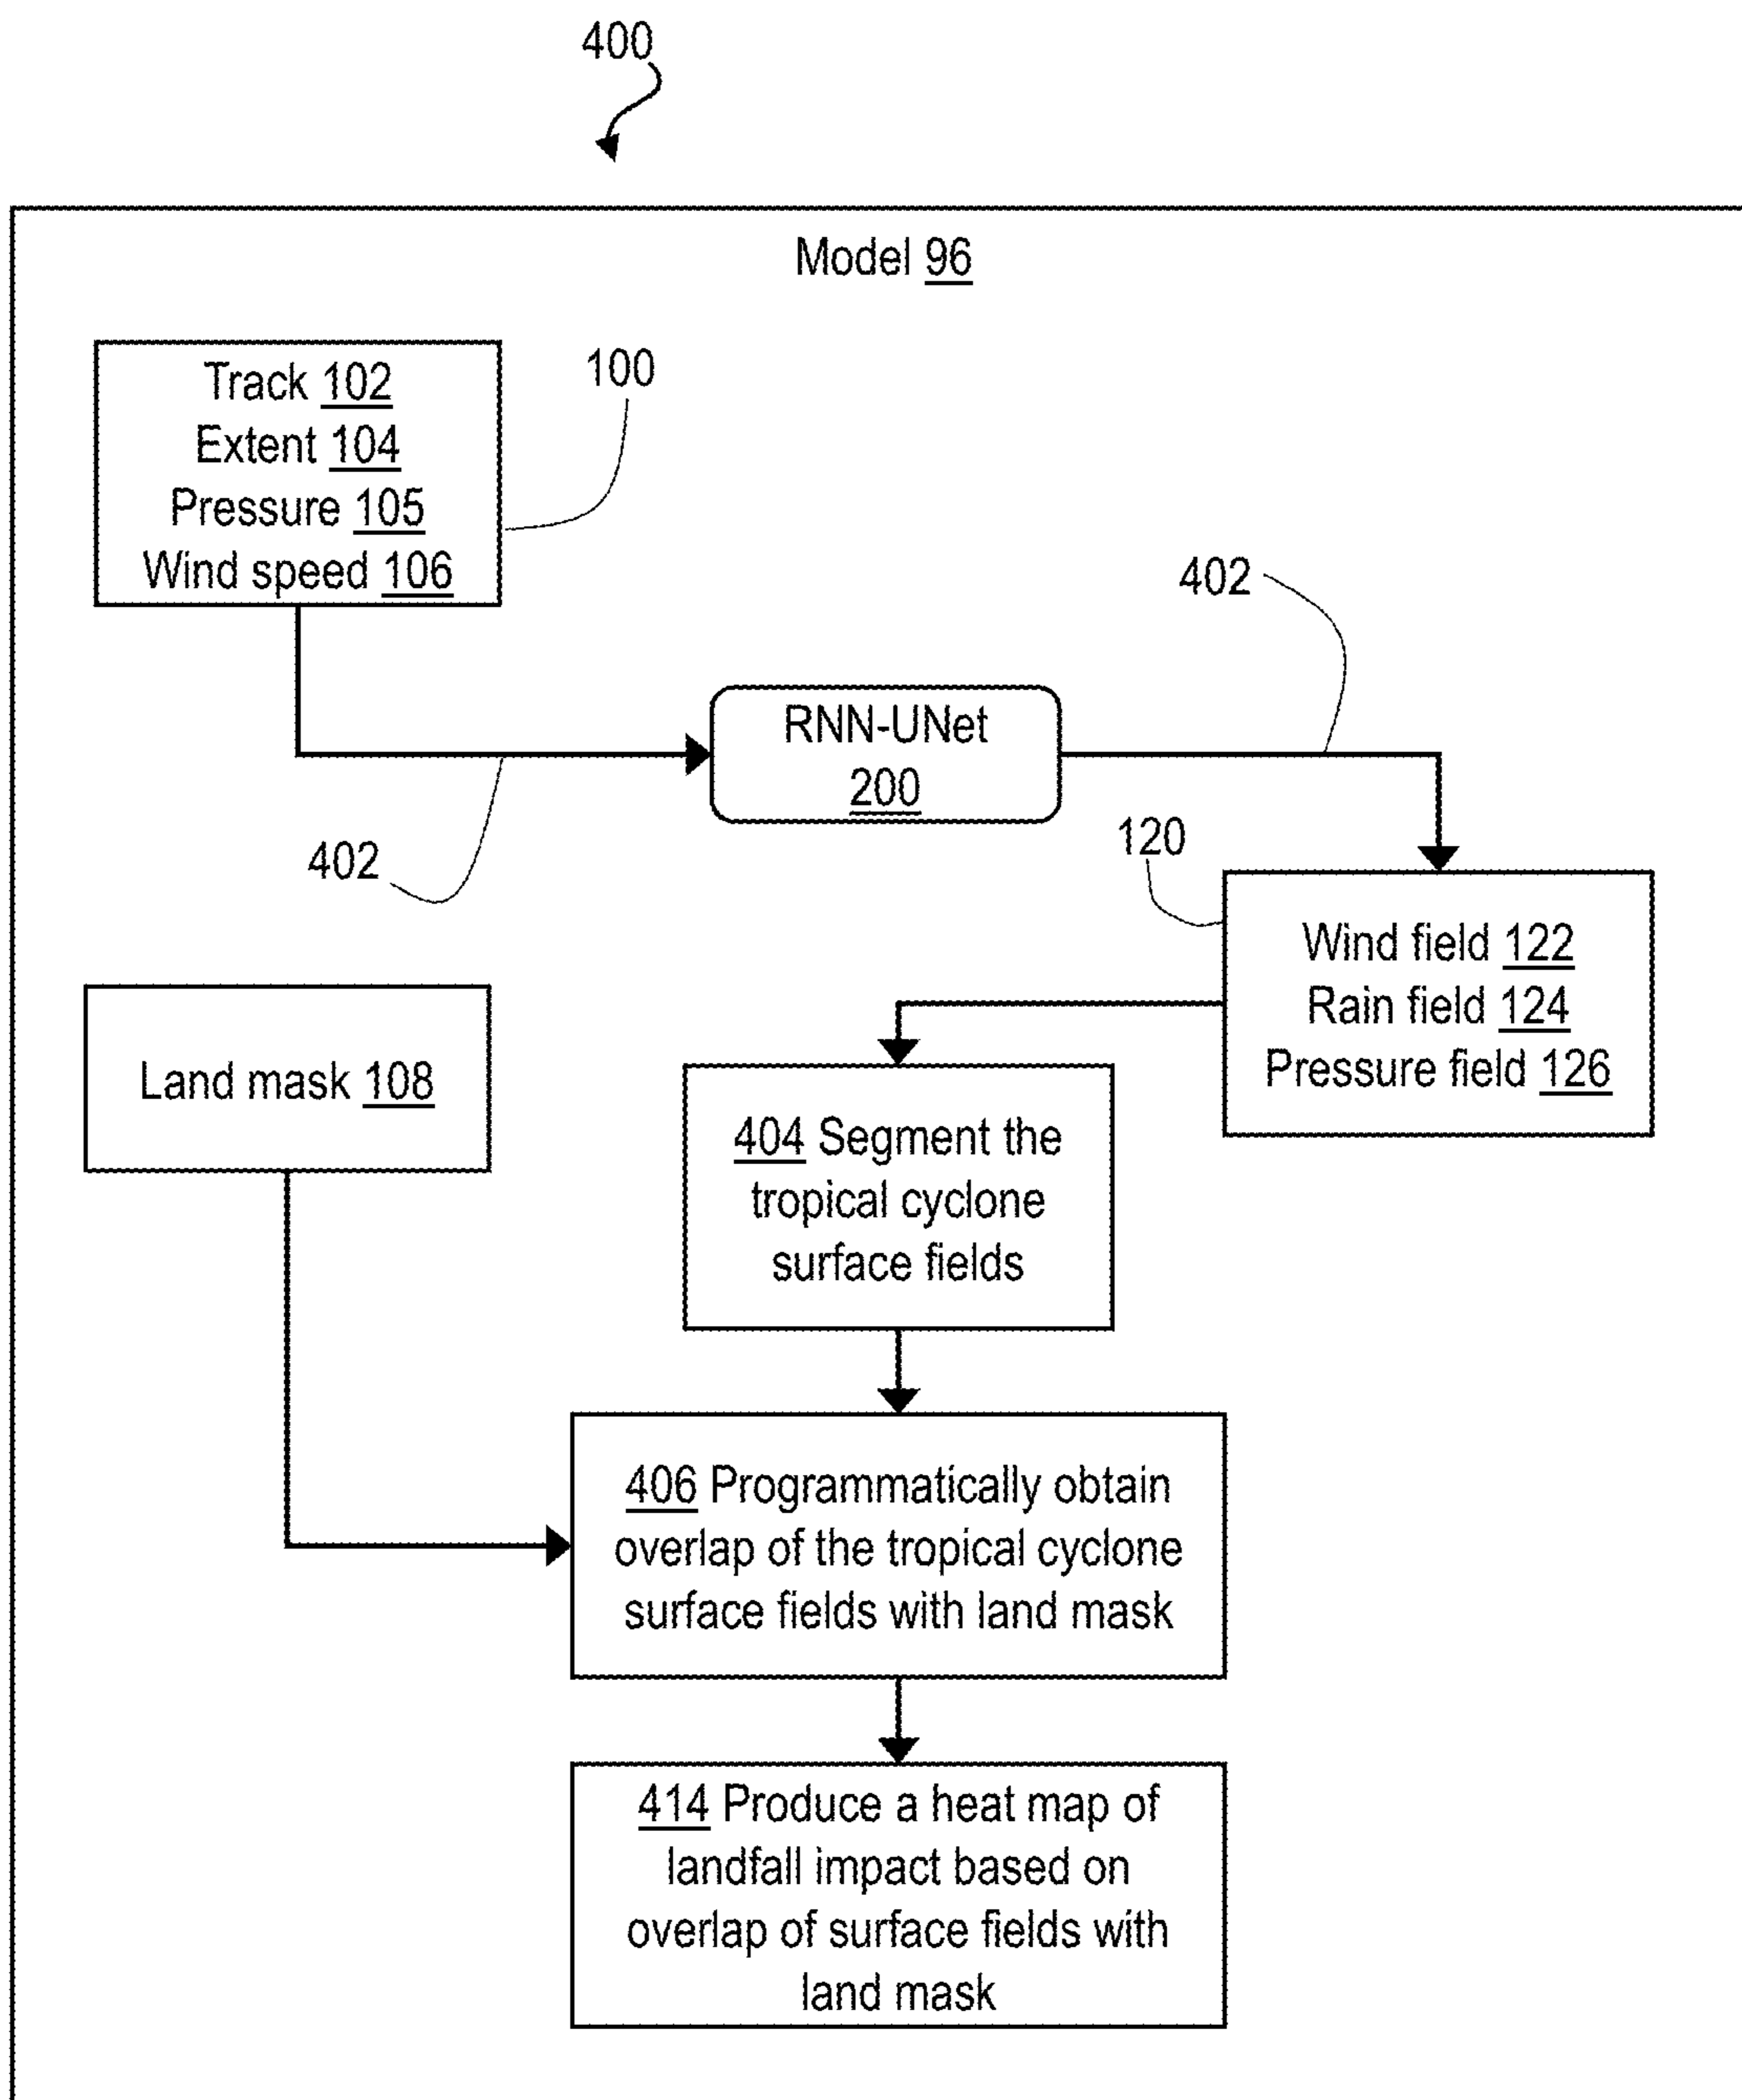 400
Model 96
Track 102
Extent 104
Pressure 105
Wind speed 106
100
402
RNN-UNet
200
402
120
Wind field 122
Rain field 124
Pressure field 126
Land mask 108
404 Segment the
tropical cyclone
surface fields
406 Programmatically obtain
overlap of the tropical cyclone
surface fields with land mask
414 Produce a heat map of
landfall impact based on
overlap of surface fields with
land mask